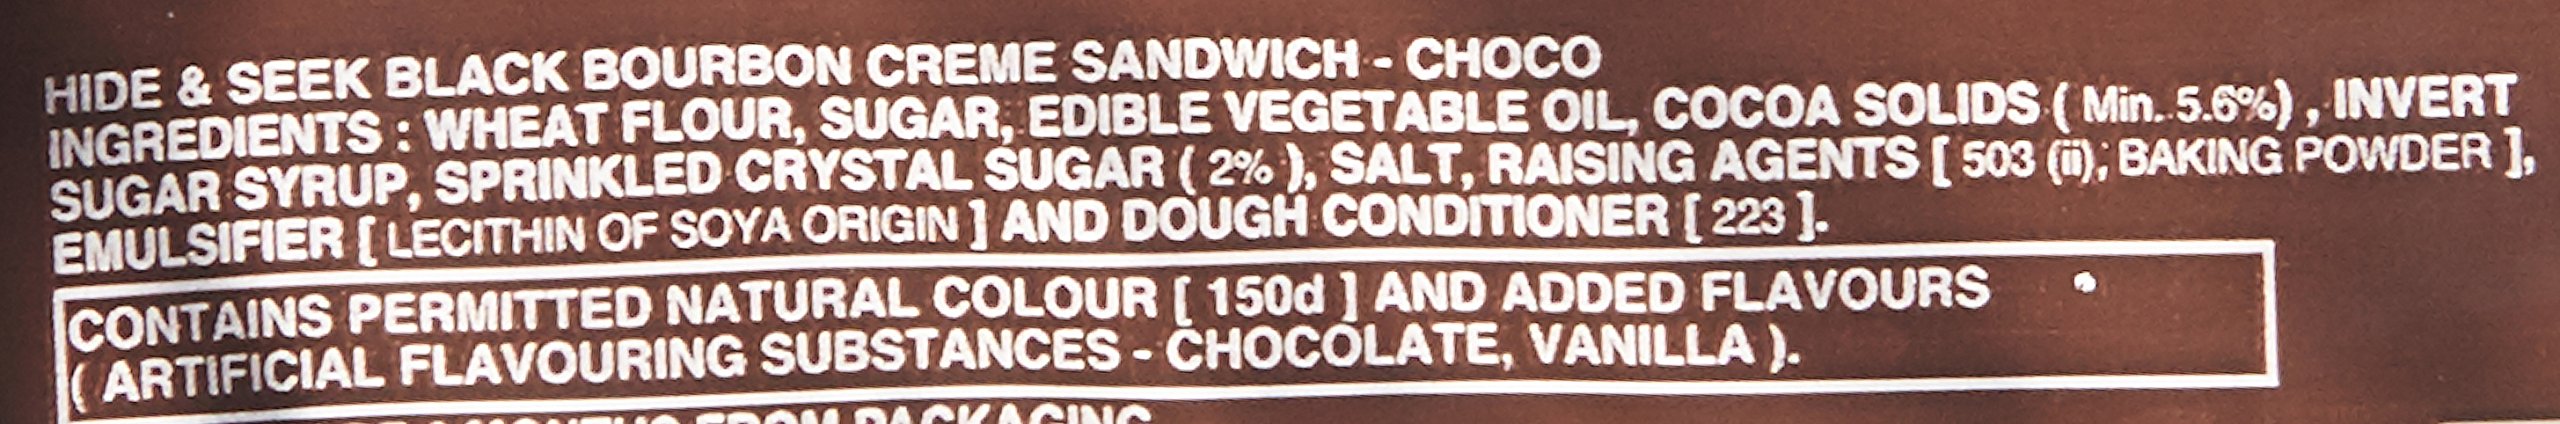 HIDE & SEEK BLACK BOURBON CREME SANDWICH - CHOCO
INGREDIENTS : WHEAT FLOUR, SUGAR, EDIBLE VEGETABLE OIL, COCOA SOLIDS ( Min. 5.6%) , INVERT
SUGAR SYRUP, SPRINKLED CRYSTAL SUGAR ( 2% ), SALT, RAISING AGENTS [ 503 (ii), BAKING POWDER ],
EMULSIFIER [ LECITHIN OF SOYA ORIGIN ] AND DOUGH CONDITIONER [ 223 ].
CONTAINS PERMITTED NATURAL COLOUR [ 150d ] AND ADDED FLAVOURS
( ARTIFICIAL FLAVOURING SUBSTANCES - CHOCOLATE, VANILLA ).
FROM PACKAGING